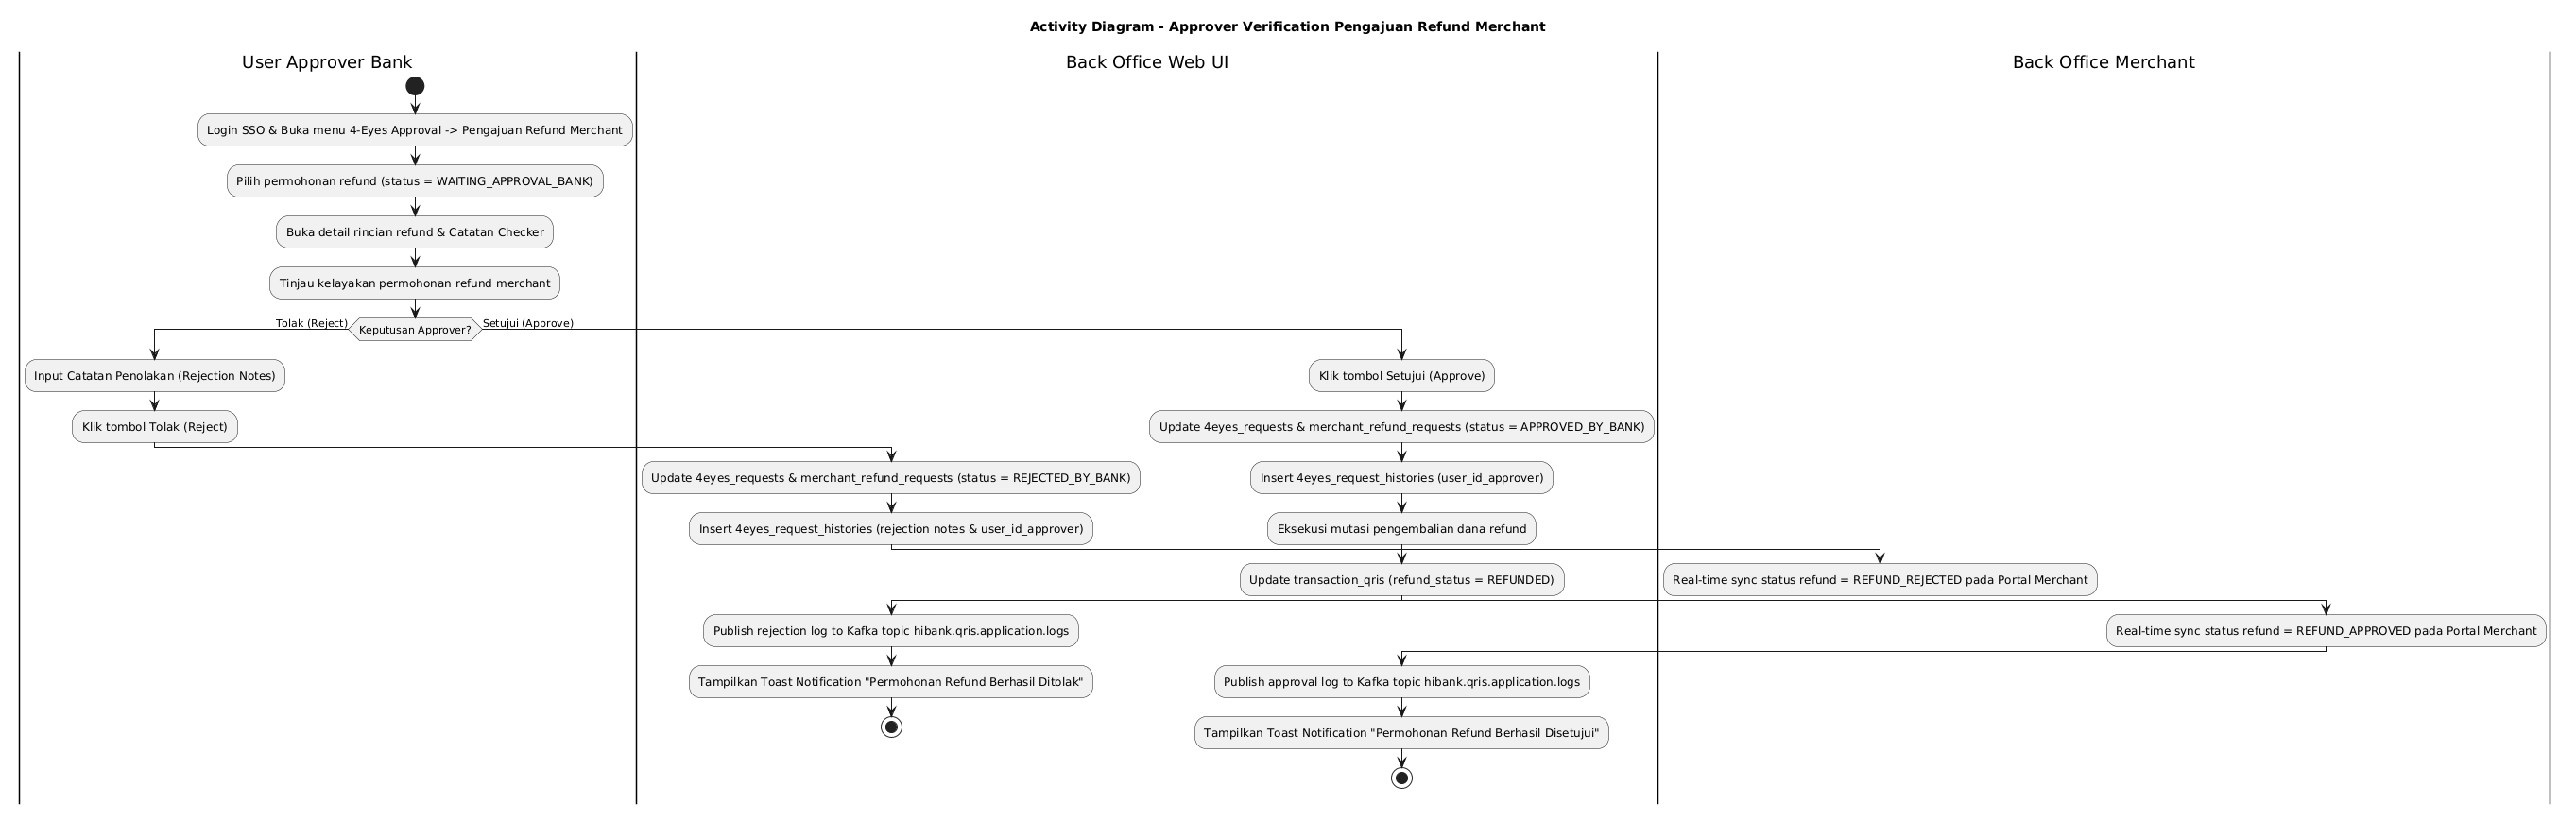 Activity Diagram - Approver Verification Pengajuan Refund Merchant
User Approver Bank
Back Office Web UI
Back Office Merchant
Login SSO & Buka menu 4-Eyes Approval -> Pengajuan Refund Merchant
Pilih permohonan refund (status = WAITING_APPROVAL_BANK)
Buka detail rincian refund & Catatan Checker
Tinjau kelayakan permohonan refund merchant
Tolak (Reject)
Keputusan Approver?
Setujui (Approve)
Input Catatan Penolakan (Rejection Notes)
Klik tombol Setujui (Approve)
Klik tombol Tolak (Reject)
Update 4eyes_requests & merchant_refund_requests (status = APPROVED_BY_BANK)
Update 4eyes_requests & merchant_refund_requests (status = REJECTED_BY_BANK)
Insert 4eyes_request_histories (user_id_approver)
Insert 4eyes_request_histories (rejection notes & user_id_approver)
Eksekusi mutasi pengembalian dana refund
Update transaction_qris (refund_status = REFUNDED)
Real-time sync status refund = REFUND_REJECTED pada Portal Merchant
Publish rejection log to Kafka topic hibank.qris.application.logs
Real-time sync status refund = REFUND_APPROVED pada Portal Merchant
Tampilkan Toast Notification "Permohonan Refund Berhasil Ditolak"
Publish approval log to Kafka topic hibank.qris.application.logs
Tampilkan Toast Notification "Permohonan Refund Berhasil Disetujui"